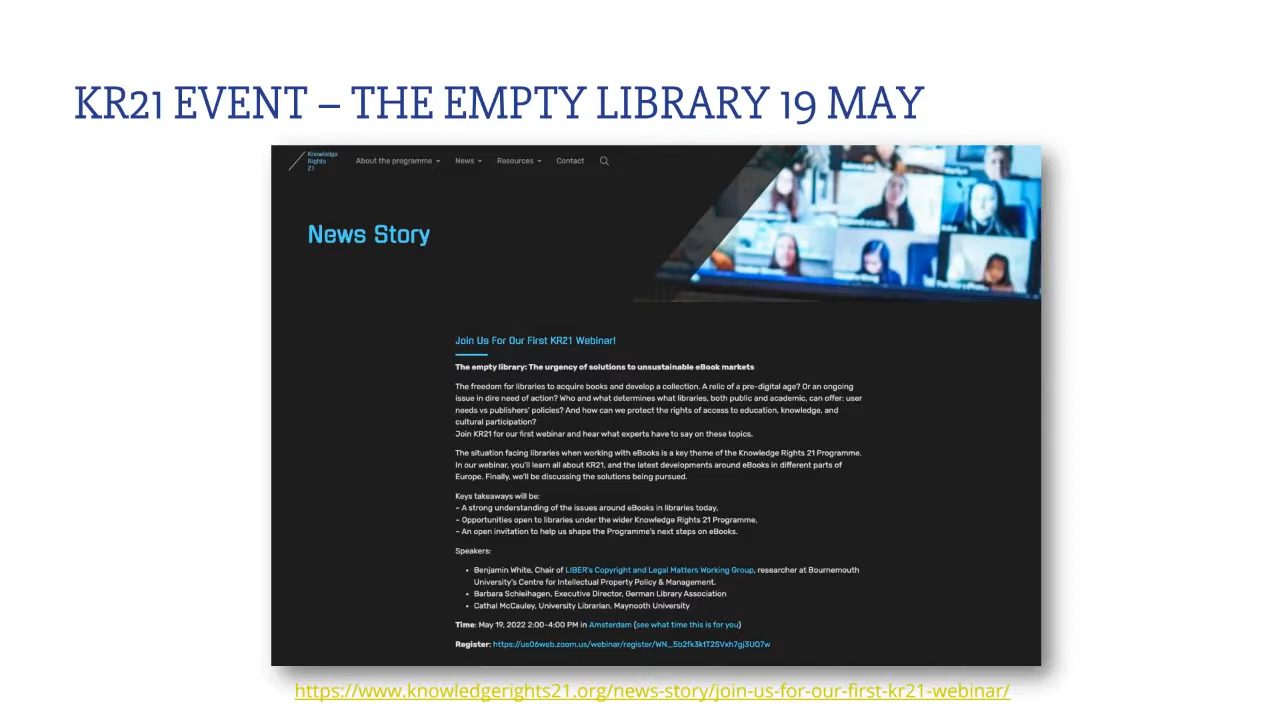 KR21 EVENT – THE EMPTY LIBRARY 19 MAY
Knowledge
Rights
21
About the programme
News
Resources
Contact
News Story
Join Us For Our First KR21 Webinar!
The empty library: The urgency of solutions to unsustainable eBook markets
The freedom for libraries to acquire books and develop a collection. A relic of a pre-digital age? Or an ongoing
issue in dire need of action? Who and what determines what libraries, both public and academic, can offer: user
needs vs publishers' policies? And how can we protect the rights of access to education, knowledge, and
cultural participation?
Join KR21 for our first webinar and hear what experts have to say on these topics.
The situation facing libraries when working with eBooks is a key theme of the Knowledge Rights 21 Programme.
In our webinar, you'll learn all about KR21, and the latest developments around eBooks in different parts of
Europe. Finally, we'll be discussing the solutions being pursued.
Keys takeaways will be:
– A strong understanding of the issues around eBooks in libraries today,
– Opportunities open to libraries under the wider Knowledge Rights 21 Programme,
– An open invitation to help us shape the Programme's next steps on eBooks.
Speakers:
• Benjamin White, Chair of LIBER's Copyright and Legal Matters Working Group, researcher at Bournemouth
University's Centre for Intellectual Property Policy & Management.
• Barbara Schleihagen, Executive Director, German Library Association
• Cathal McCauley, University Librarian, Maynooth University
Time: May 19, 2022 2:00-4:00 PM in Amsterdam (see what time this is for you)
Register: https://us06web.zoom.us/webinar/register/WN_5b2fk3ktT2SVxh7gj3UO7w
https://www.knowledgerights21.org/news-story/join-us-for-our-first-kr21-webinar/